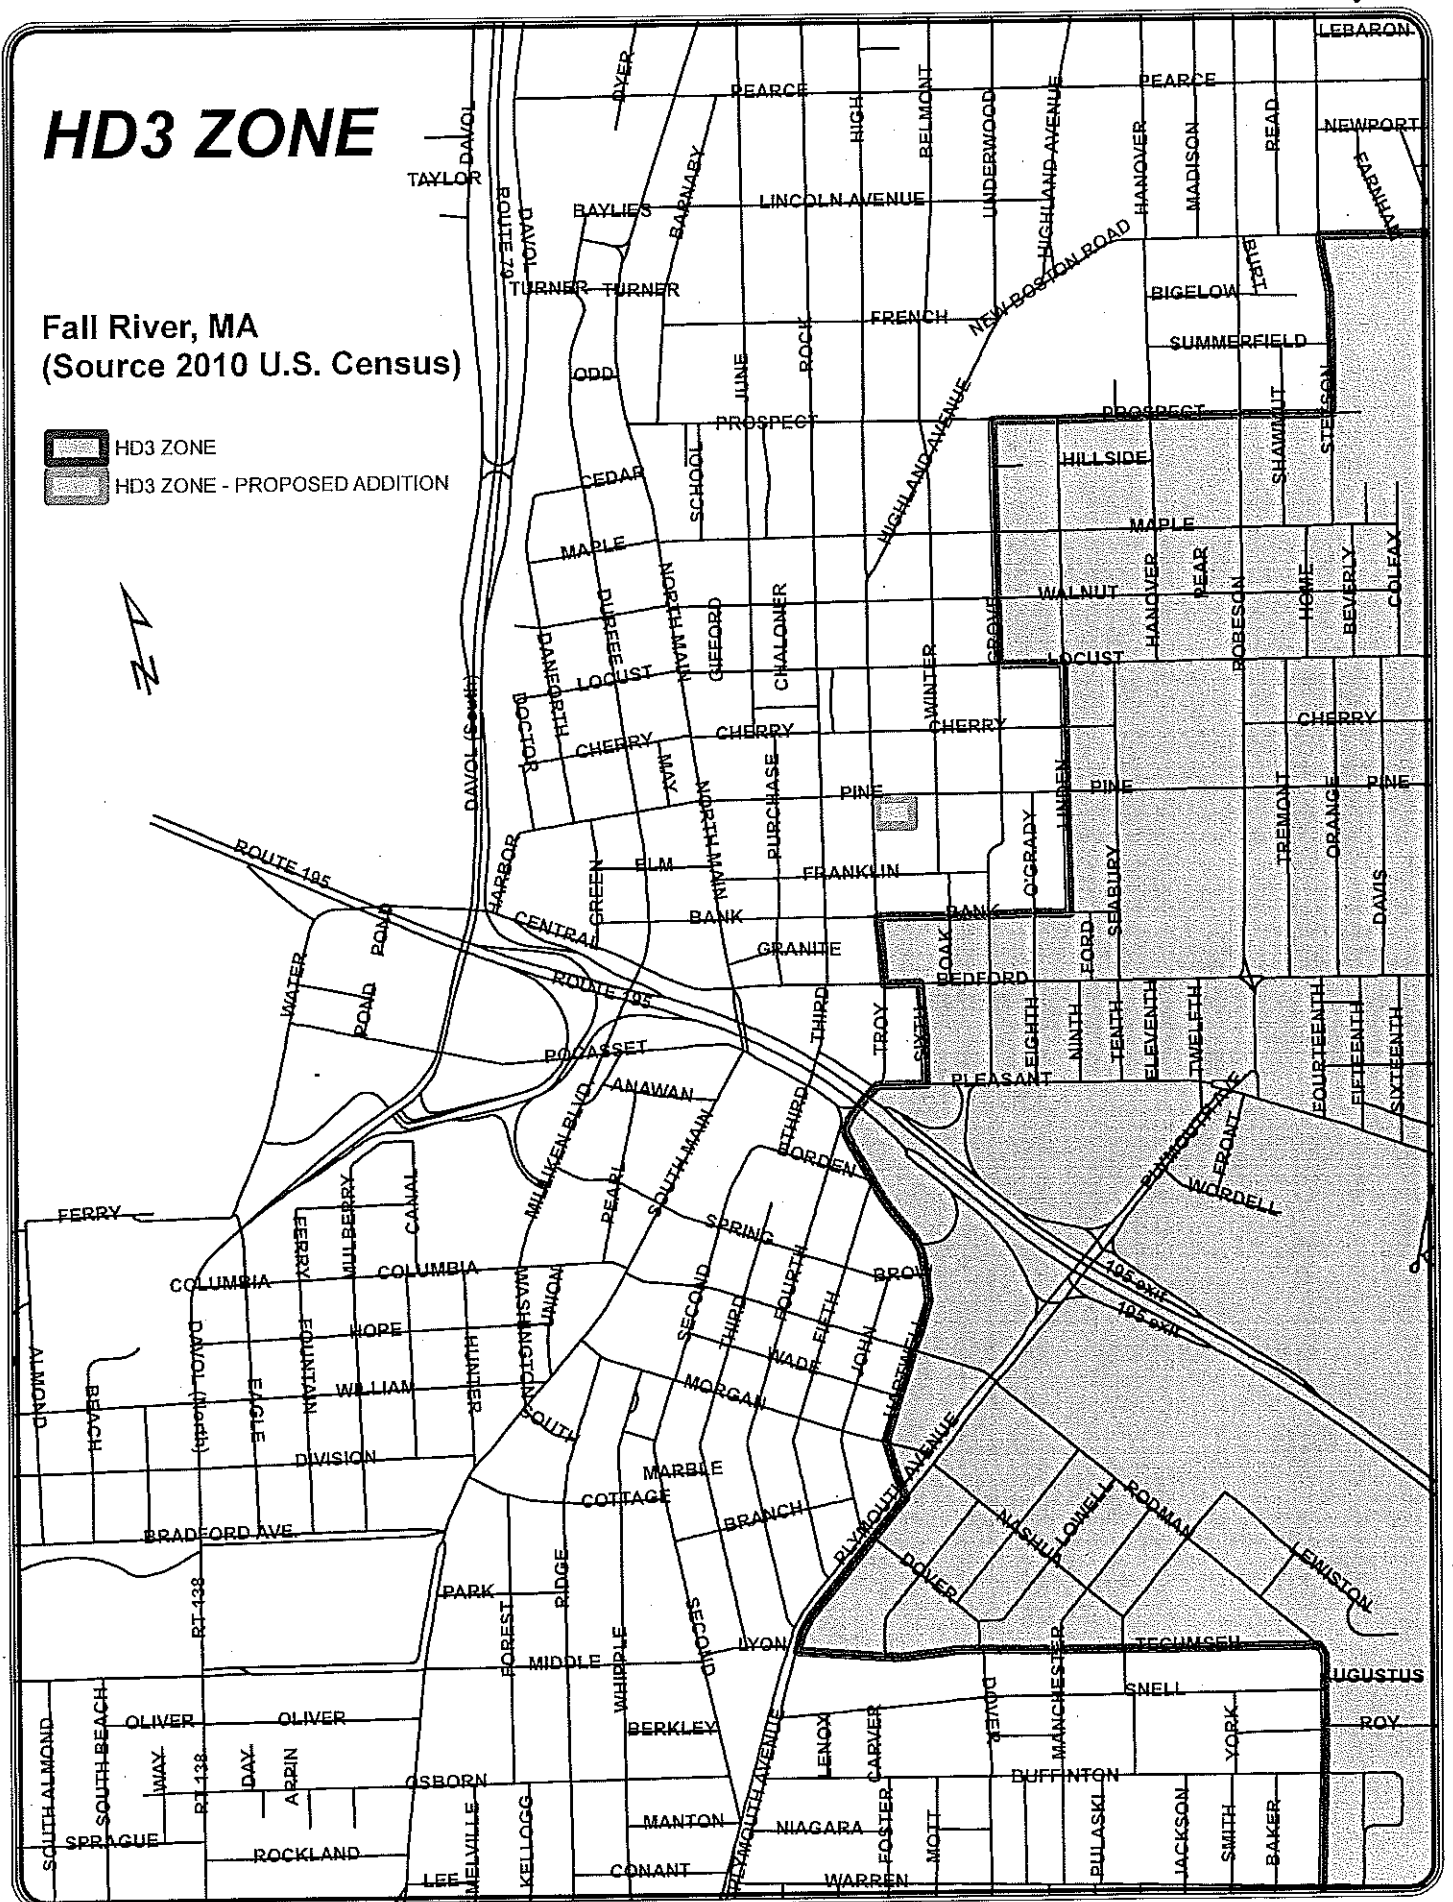 HD3 ZONE
Fall River, MA
(Source 2010 U.S. Census)
HD3 ZONE
HD3 ZONE - PROPOSED ADDITION
N
LEBARON
DYER
PEARCE
PEARCE
DAVOL
HIGH
BELMONT
UNDERWOOD
HIGHLAND AVENUE
HANOVER
MADISON
READ
NEWPORT
FARNHAM
TAYLOR
ROUTE 79
DAVOL
BAYLIES
BARNABY
LINCOLN AVENUE
NEW BOSTON ROAD
BURT
TURNER
TURNER
BIGELOW
FRENCH
SUMMERFIELD
ODD
JUNE
ROCK
PROSPECT
HIGHLAND AVENUE
PROSPECT
SHAWMUT
STETSON
CEDAR
SCHOOL
HILLSIDE
MAPLE
MAPLE
DURFEE
NORTH MAIN
GIFFORD
CHALONER
GROVE
WALNUT
HANOVER
PEAR
ROBESON
HOME
BEVERLY
COLFAX
DANFORTH
LOCUST
WINTER
LOCUST
DAVOL (South)
DOCTOR
CHERRY
CHERRY
CHERRY
CHERRY
MAY
NORTH MAIN
PURCHASE
PINE
LINDEN
PINE
PINE
TREMONT
ORANGE
ROUTE 195
HARBOR
GREEN
ELM
FRANKLIN
O'GRADY
SEABURY
DAVIS
POND
CENTRAL
BANK
BANK
GRANITE
OAK
FORD
WATER
POND
ROUTE 195
BEDFORD
THIRD
TROY
SIXTH
EIGHTH
NINTH
TENTH
ELEVENTH
TWELFTH
FOURTEENTH
FIFTEENTH
SIXTEENTH
POCASSET
ANAWAN
PLEASANT
PLYMOUTH AVE
FRONT
WORDELL
MILLIKEN BLVD
PEARL
SOUTH MAIN
THIRD
BORDEN
FERRY
FERRY
MULBERRY
CANAL
SPRING
COLUMBIA
COLUMBIA
WASHINGTON
UNION
SECOND
THIRD
FOURTH
FIFTH
BROW
195 exit
195 exit
ALMOND
BEACH
DAVOL (North)
EAGLE
FOUNTAIN
HOPE
HUNTER
WILLIAM
WADE
JOHN
HARTWELL
MORGAN
SOUTH
DIVISION
MARBLE
COTTAGE
BRANCH
PLYMOUTH AVENUE
NASHUA
LOWELL
RODMAN
LEWISTON
DOVER
BRADFORD AVE.
RT 138
PARK
FOREST
RIDGE
WHIPPLE
SECOND
LYON
TECUMSEH
MIDDLE
DOVER
MANCHESTER
UGUSTUS
SNELL
ROY
SOUTH ALMOND
SOUTH BEACH
OLIVER
OLIVER
BERKLEY
PLYMOUTH AVENUE
LENOX
CARVER
YORK
WAY
RT 138
DAY
ARPIN
OSBORN
BUFFINTON
MELVILLE
KELLOGG
MANTON
NIAGARA
FOSTER
MOTT
PULASKI
JACKSON
SMITH
BAKER
SPRAGUE
ROCKLAND
LEE
CONANT
WARREN